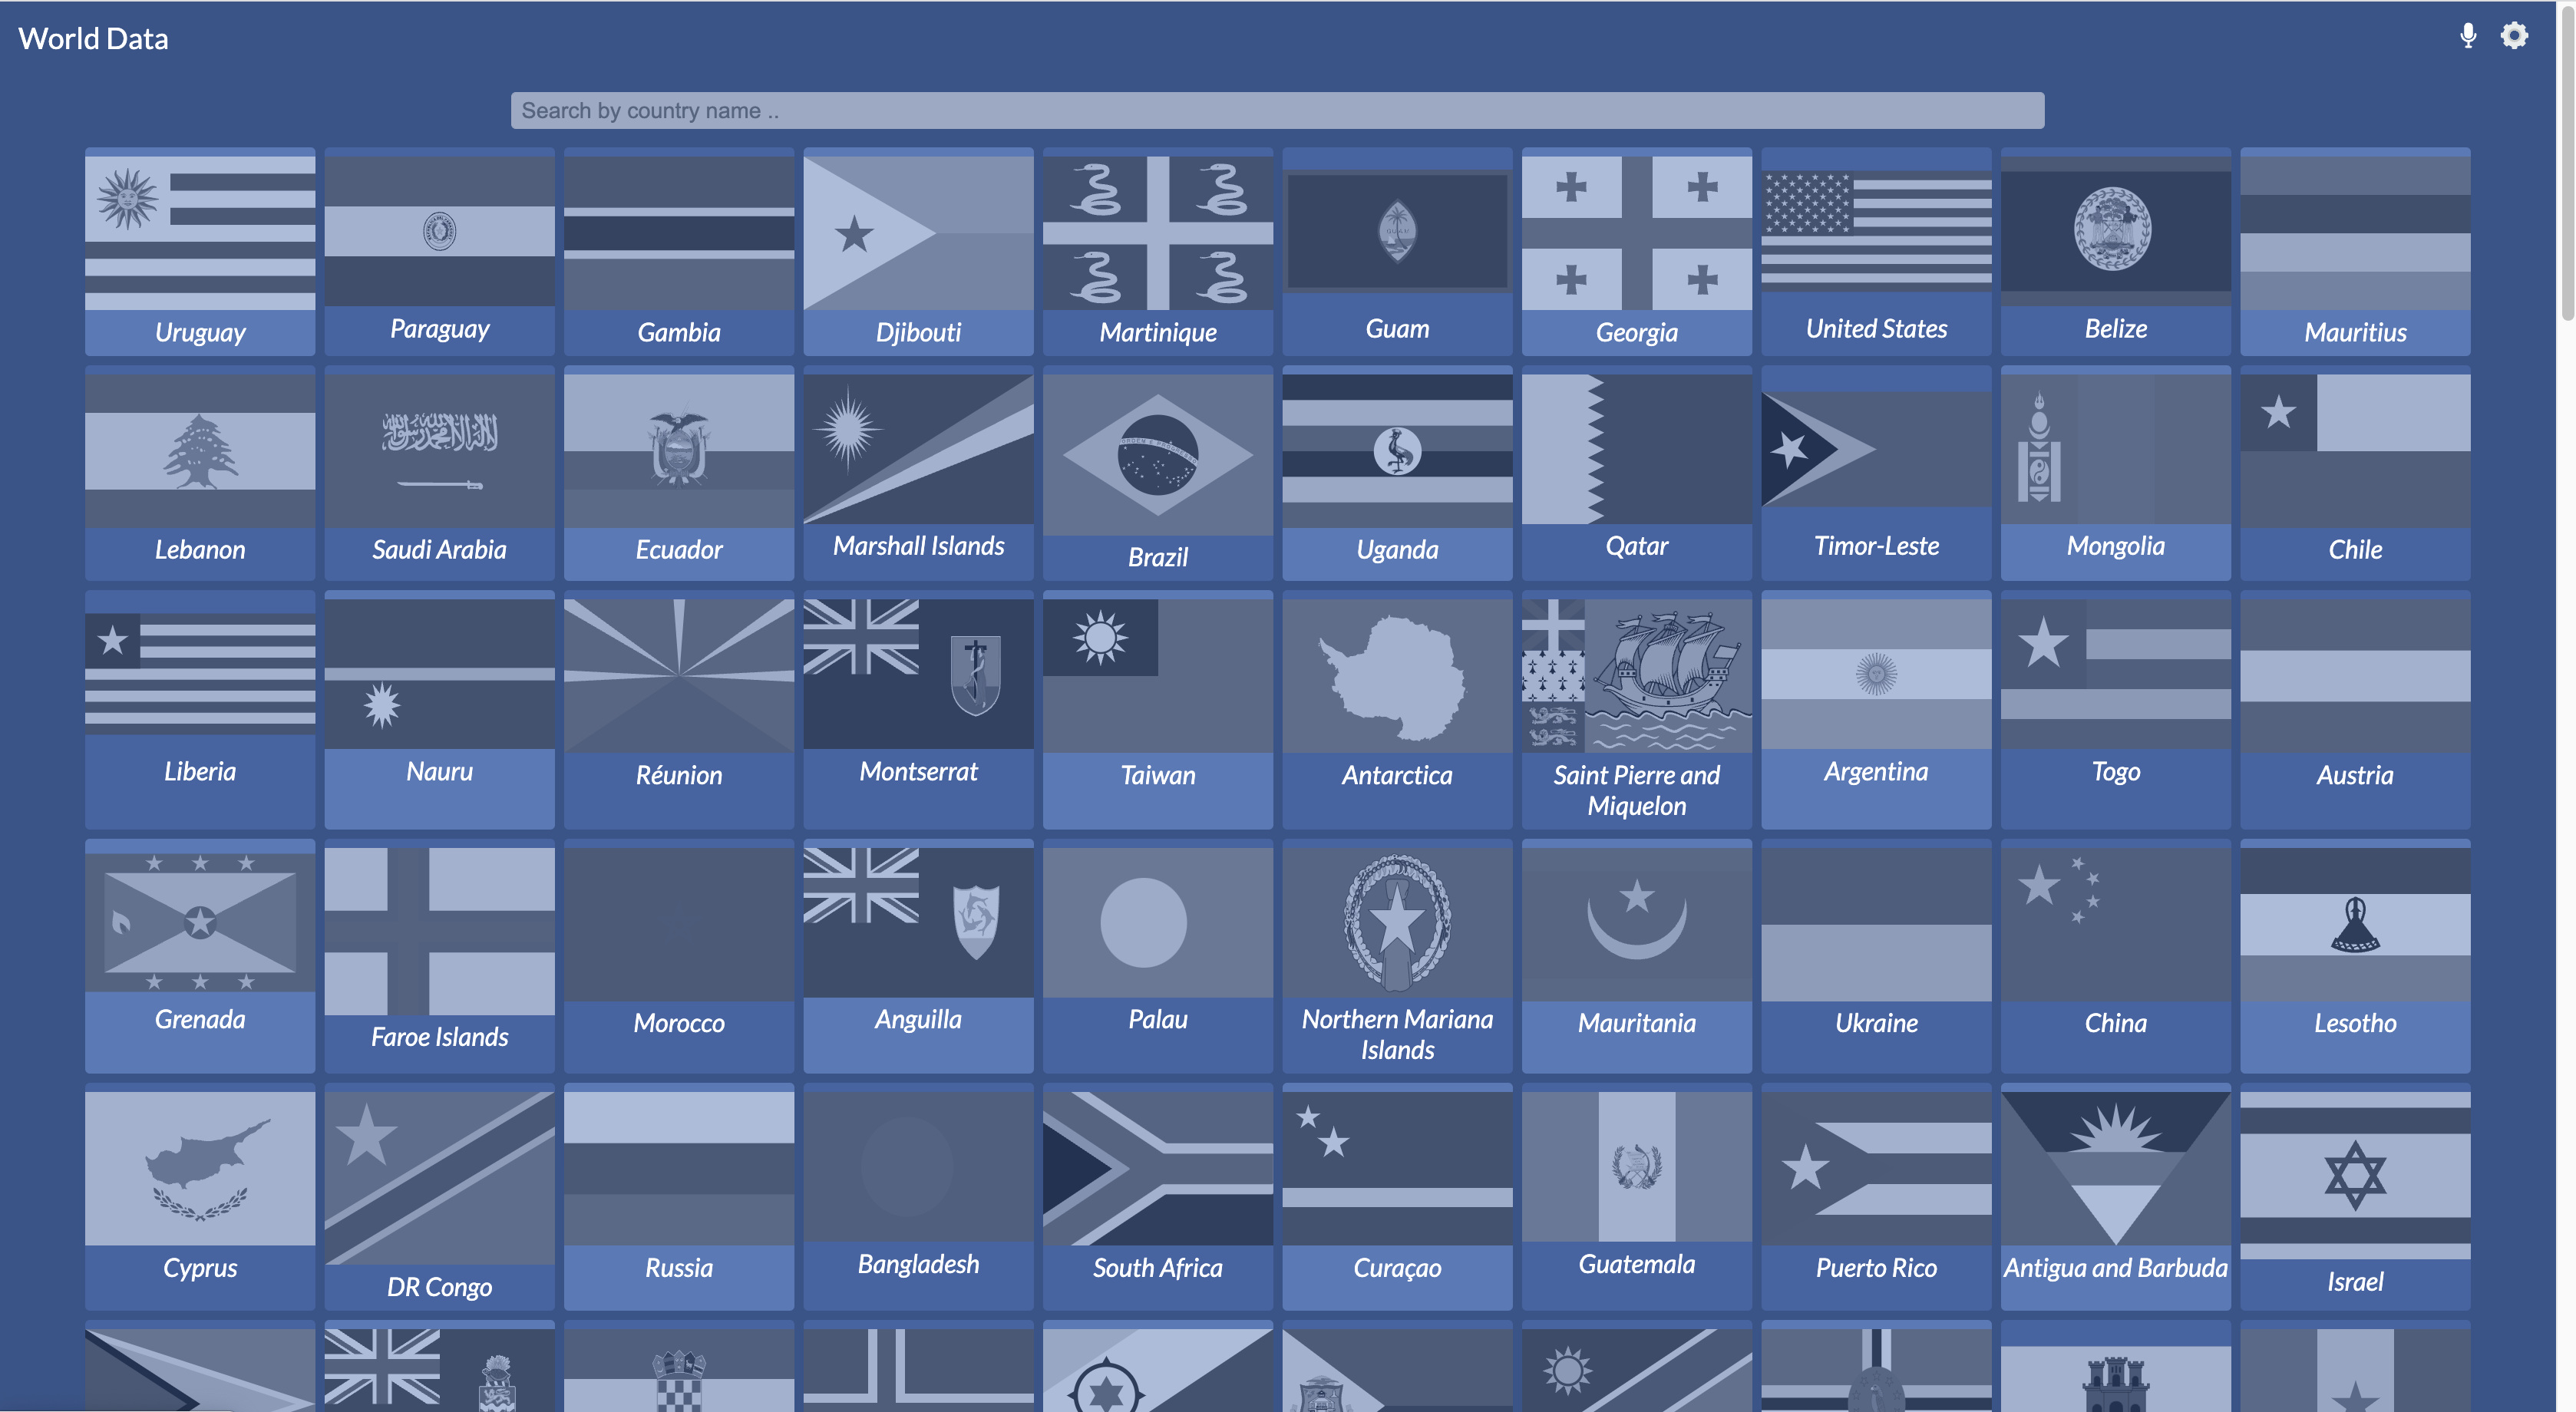 World Data
Search by country name ..
Uruguay
Paraguay
Gambia
Djibouti
Martinique
Guam
Georgia
United States
Belize
Mauritius
Lebanon
Saudi Arabia
Ecuador
Marshall Islands
Brazil
Uganda
Qatar
Timor-Leste
Mongolia
Chile
Liberia
Nauru
Réunion
Montserrat
Taiwan
Antarctica
Saint Pierre and
Miquelon
Argentina
Togo
Austria
Grenada
Faroe Islands
Morocco
Anguilla
Palau
Northern Mariana
Islands
Mauritania
Ukraine
China
Lesotho
Cyprus
DR Congo
Russia
Bangladesh
South Africa
Curaçao
Guatemala
Puerto Rico
Antigua and Barbuda
Israel